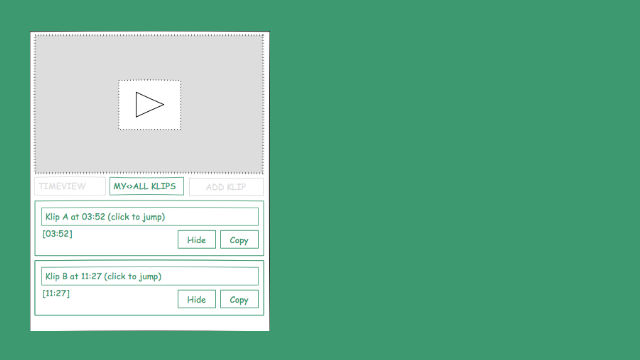 TIMEVIEW
MY<>ALL KLIPS
ADD KLIP
Klip A at 03:52 (click to jump)
[03:52]
Hide
Copy
Klip B at 11:27 (click to jump)
[11:27]
Hide
Copy